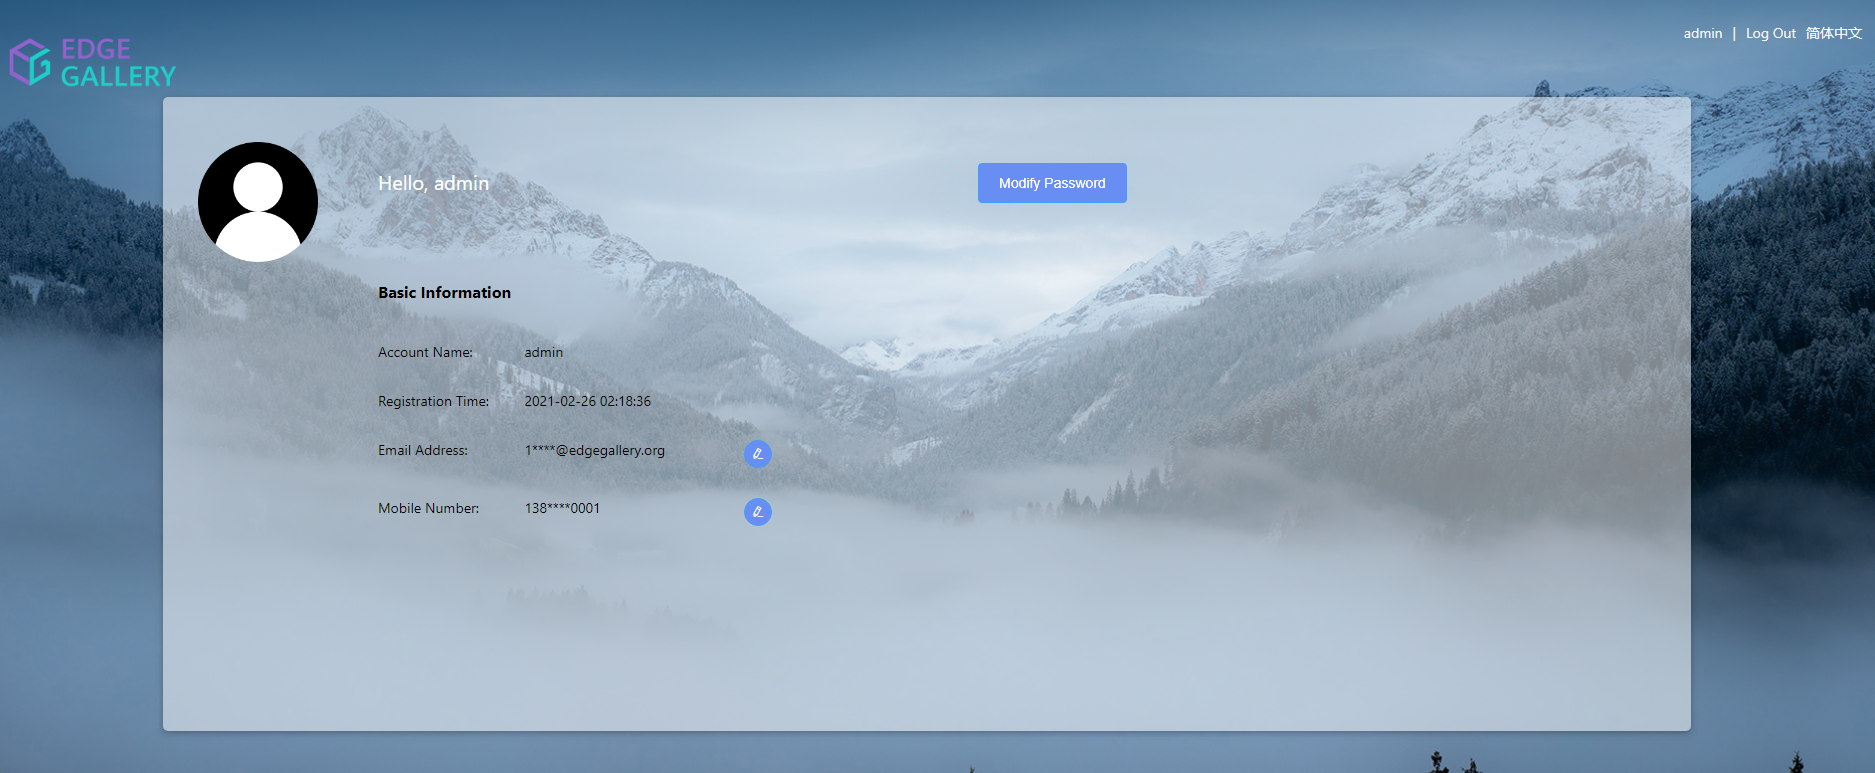 EDGE
GALLERY
admin | Log Out 简体中文
Hello, admin
Modify Password
Basic Information
Account Name: admin
Registration Time: 2021-02-26 02:18:36
Email Address: 1****@edgegallery.org
Mobile Number: 138****0001